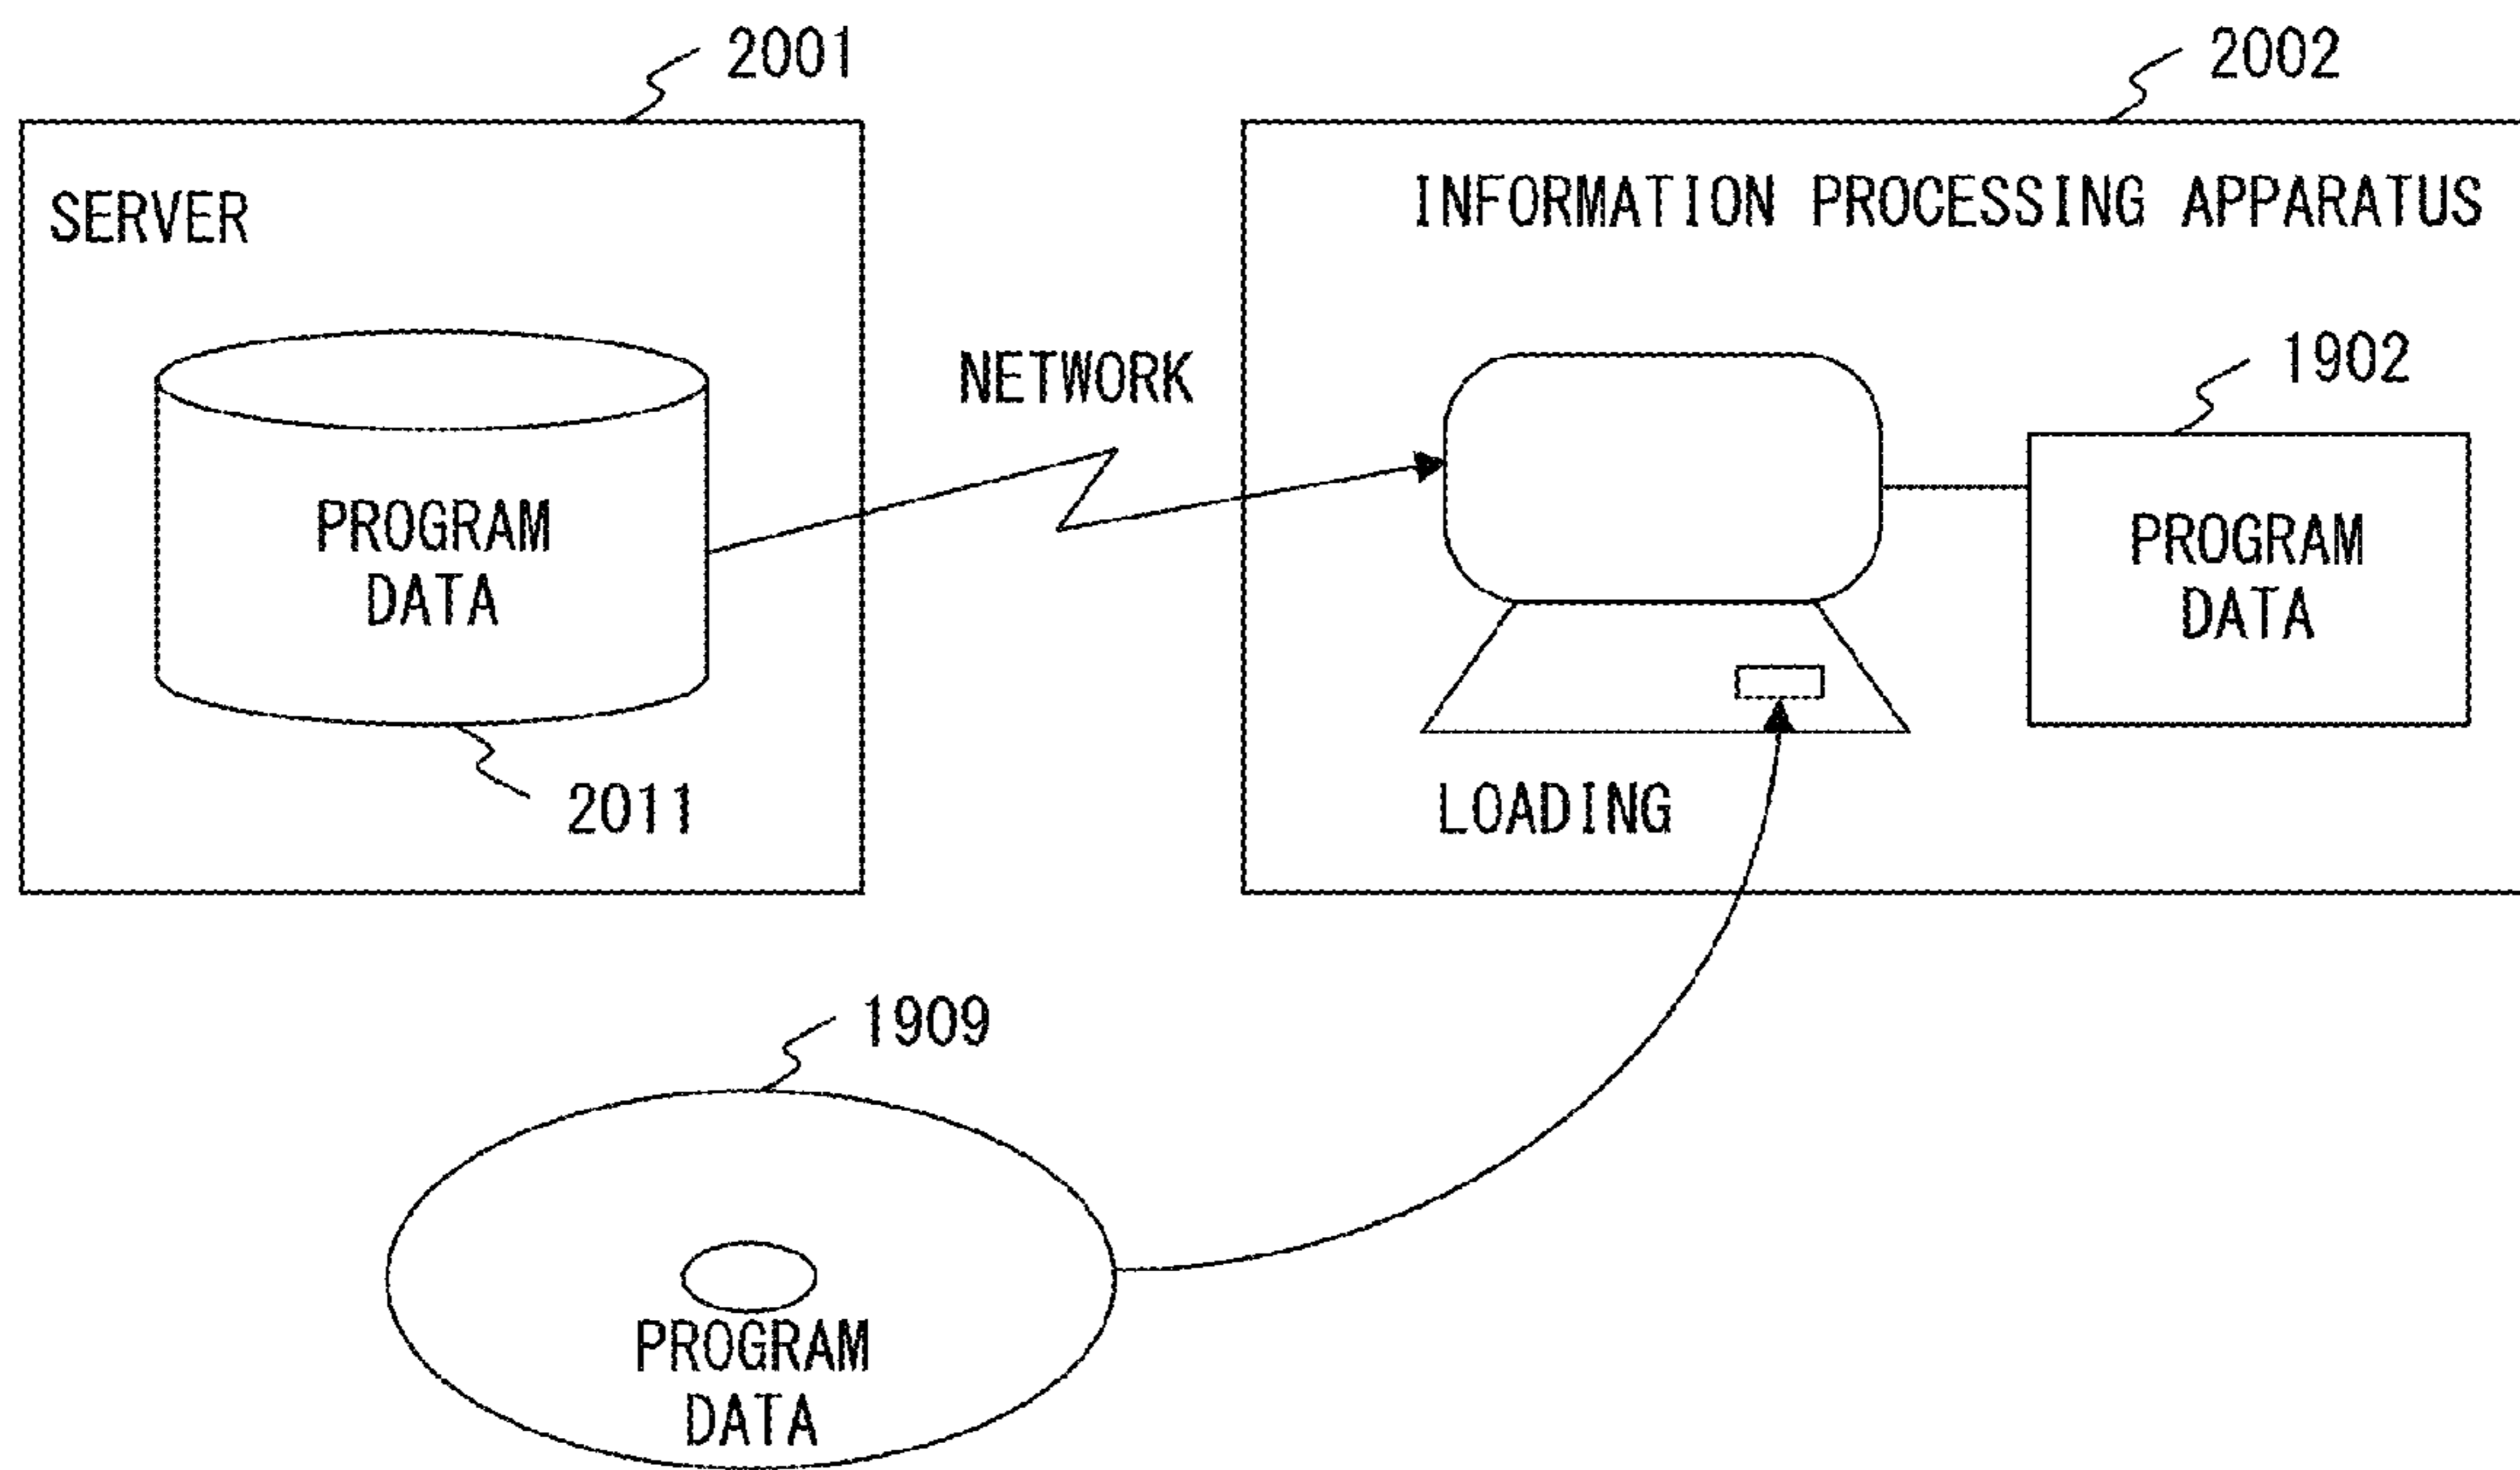 2001
2002
SERVER
INFORMATION PROCESSING APPARATUS
NETWORK
1902
PROGRAM
DATA
PROGRAM
DATA
2011
LOADING
1909
PROGRAM
DATA